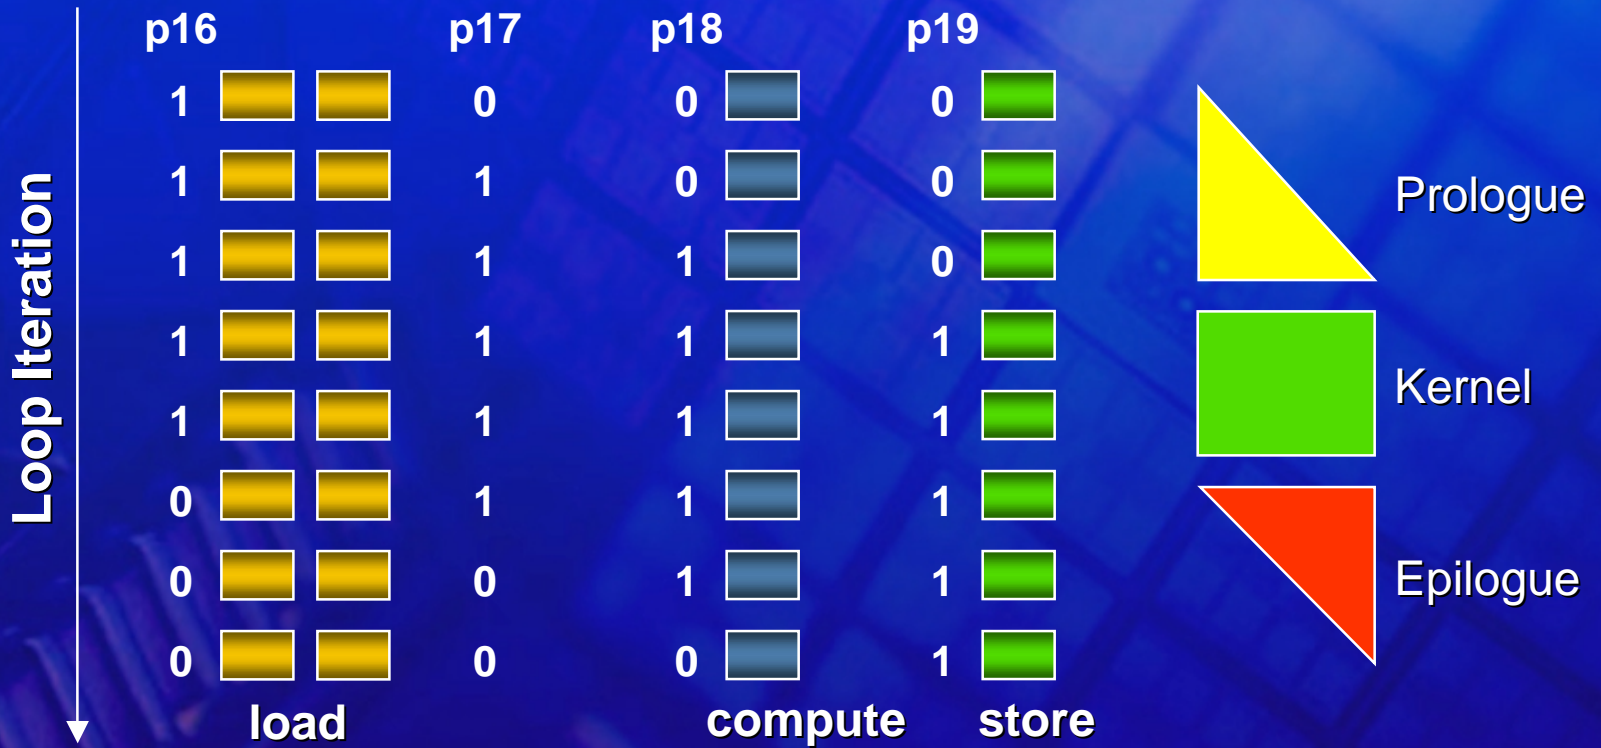 p16 p17 p18 p19
1 0 0 0
1 1 0 0
Prologue
1 1 1 0
1 1 1 1
Kernel
1 1 1 1
0 1 1 1
0 0 1 1
Epilogue
0 0 0 1
load compute store
Loop Iteration